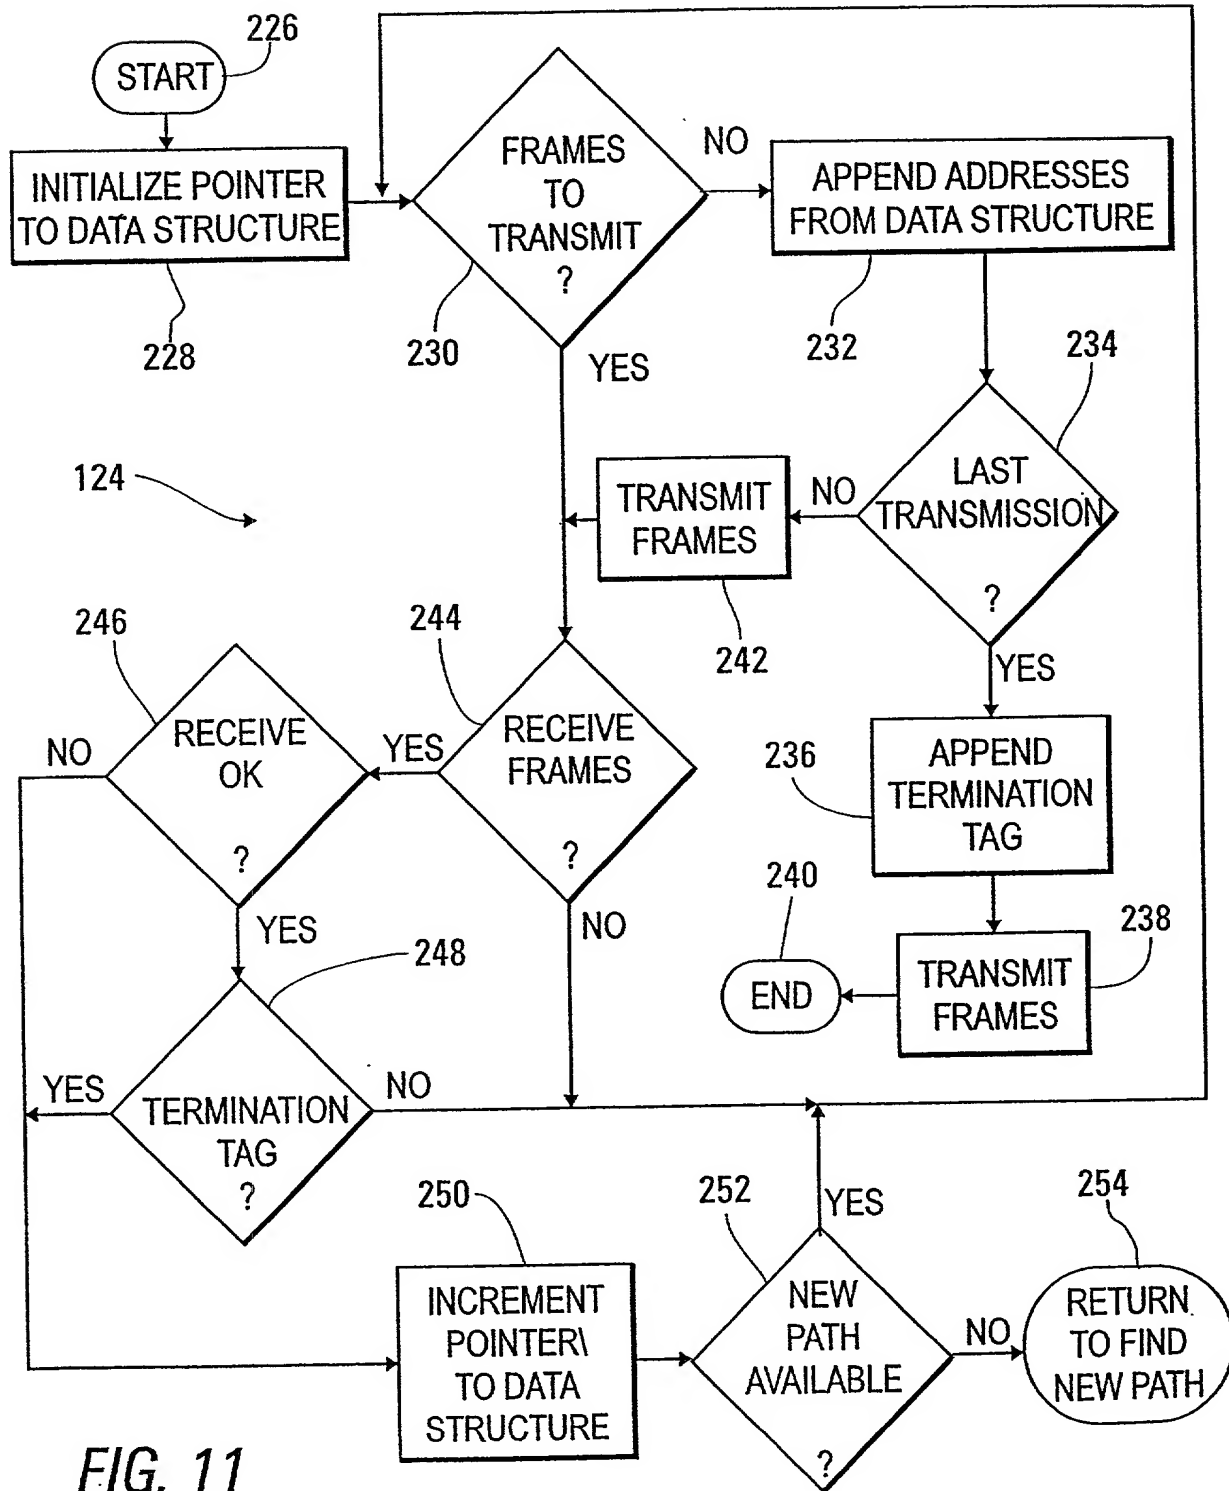 226
START
INITIALIZE POINTER
TO DATA STRUCTURE
228
FRAMES
TO
TRANSMIT
?
230
NO
YES
APPEND ADDRESSES
FROM DATA STRUCTURE
232
234
LAST
TRANSMISSION
?
NO
TRANSMIT
FRAMES
242
YES
124
246
RECEIVE
OK
?
NO
YES
244
RECEIVE
FRAMES
?
YES
NO
236
APPEND
TERMINATION
TAG
240
END
238
TRANSMIT
FRAMES
248
TERMINATION
TAG
?
YES
NO
250
INCREMENT
POINTER\
TO DATA
STRUCTURE
252
NEW
PATH
AVAILABLE
?
YES
NO
254
RETURN
TO FIND
NEW PATH
FIG. 11